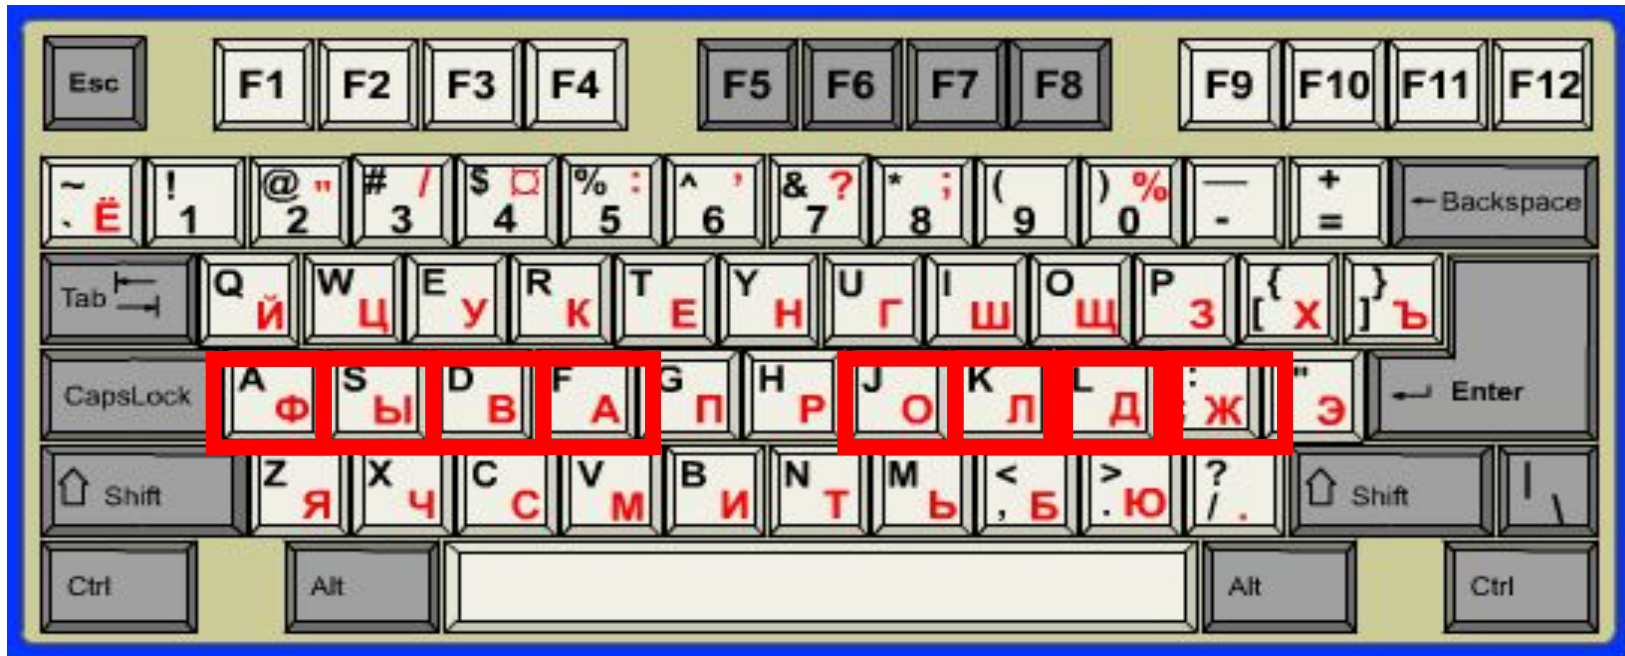 Esc F1 F2 F3 F4 F5 F6 F7 F8 F9 F10 F11 F12
~ ` Ё ! 1 @ " 2 # / 3 $ ¤ 4 % : 5 ^ ' 6 & ? 7 * ; 8 ( 9 ) % 0 — - + = ←Backspace
Tab Q Й W Ц E У R К T Е Y Н U Г I Ш O Щ P З { [ Х } ] Ъ
CapsLock A Ф S Ы D В F А G П H Р J О K Л L Д : ; Ж " Э Enter
Shift Z Я X Ч C С V М B И N Т M Ь < , Б > . Ю ? / . Shift | \
Ctrl Alt Alt Ctrl